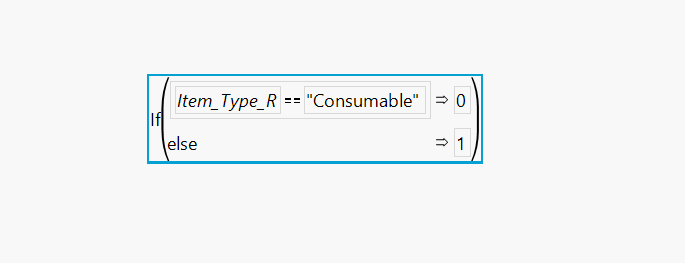 Item_Type_R == "Consumable" ⇒ 0
If
else ⇒ 1